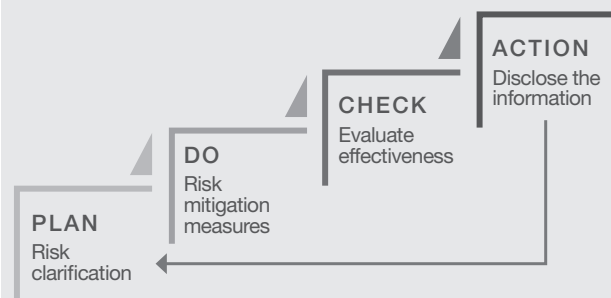 PLAN
Risk
clarification
DO
Risk
mitigation
measures
CHECK
Evaluate
effectiveness
ACTION
Disclose the
information